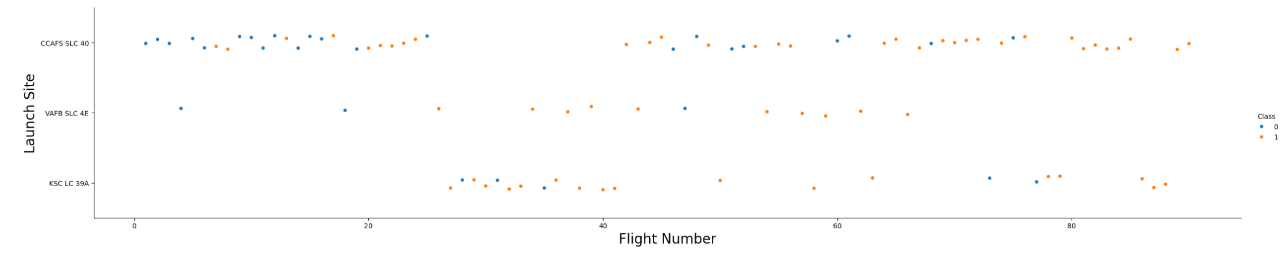 CCAFS SLC 40
VAFB SLC 4E
KSC LC 39A
Launch Site
0 20 40 60 80
Flight Number
Class
0
1